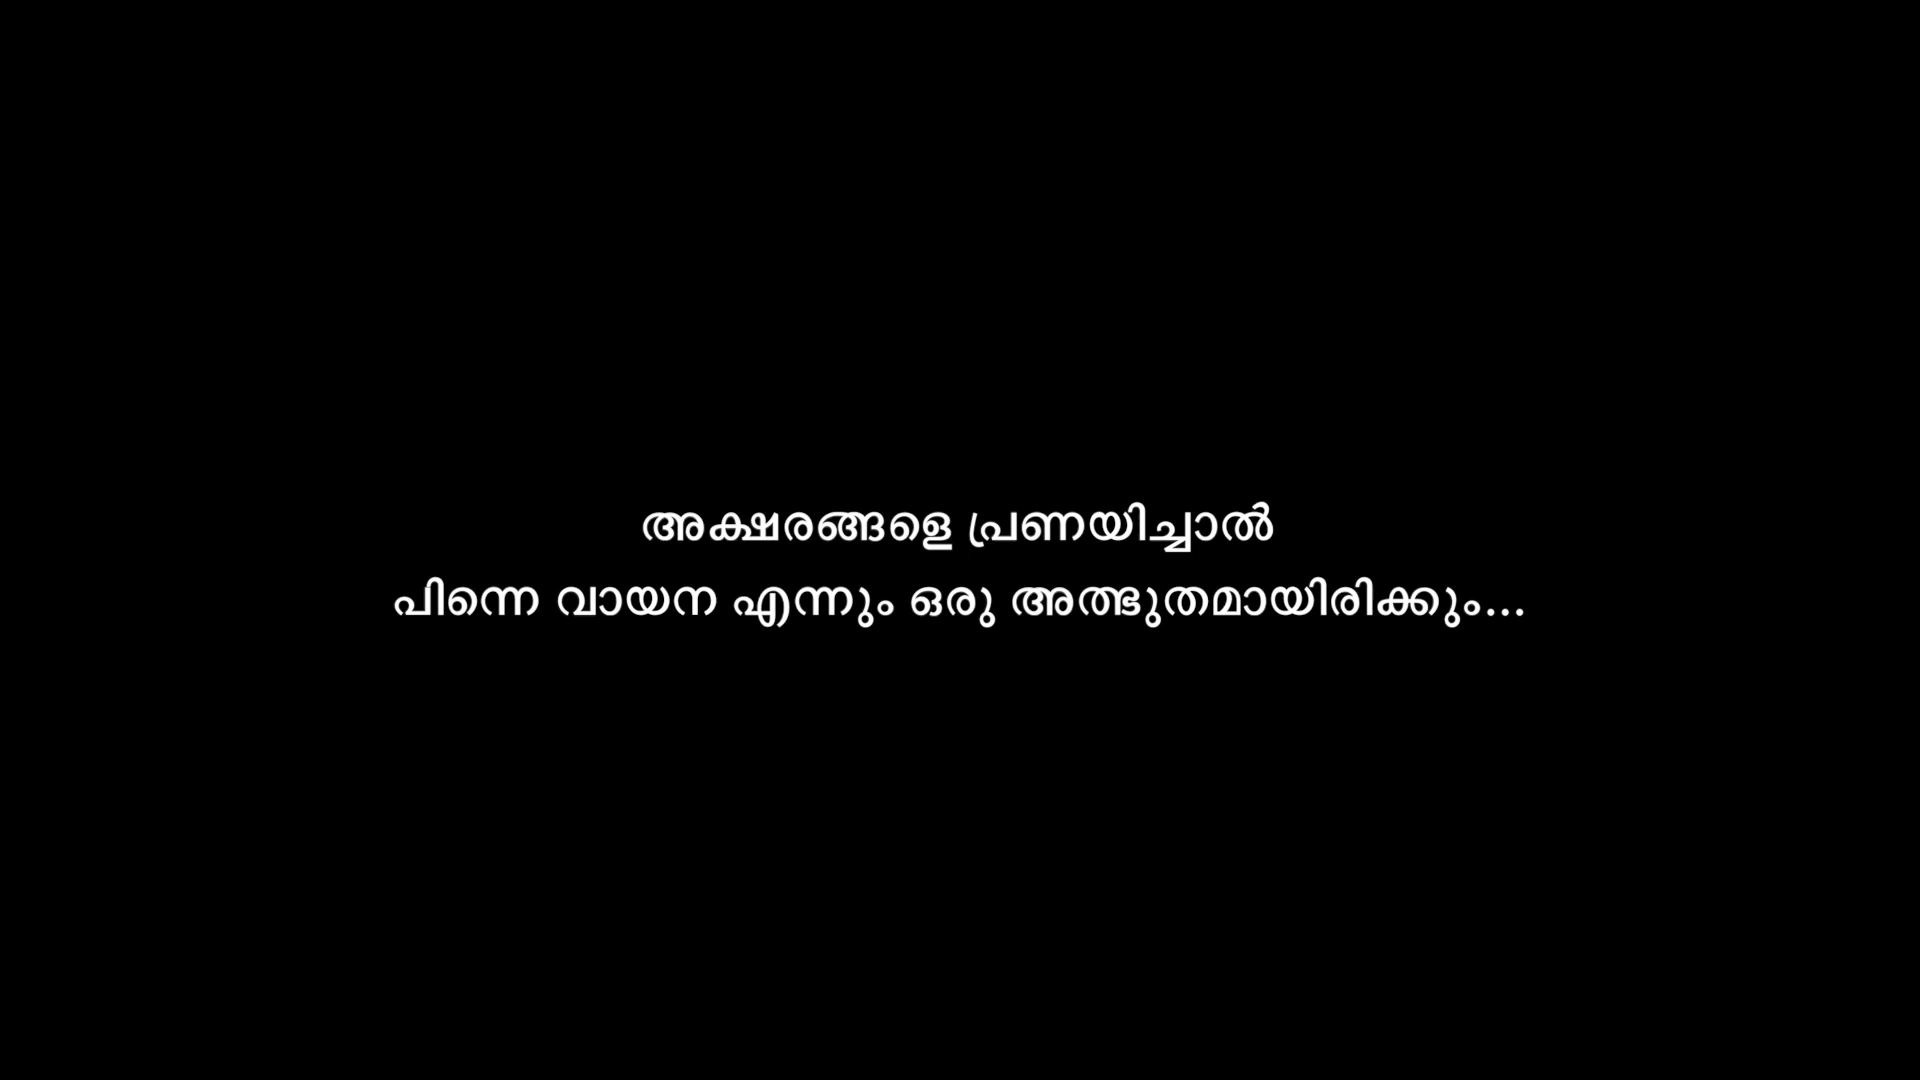 അക്ഷരങ്ങളെ പ്രണയിച്ചാൽ
പിന്നെ വായന എന്നും ഒരു അത്ഭുതമായിരിക്കും...